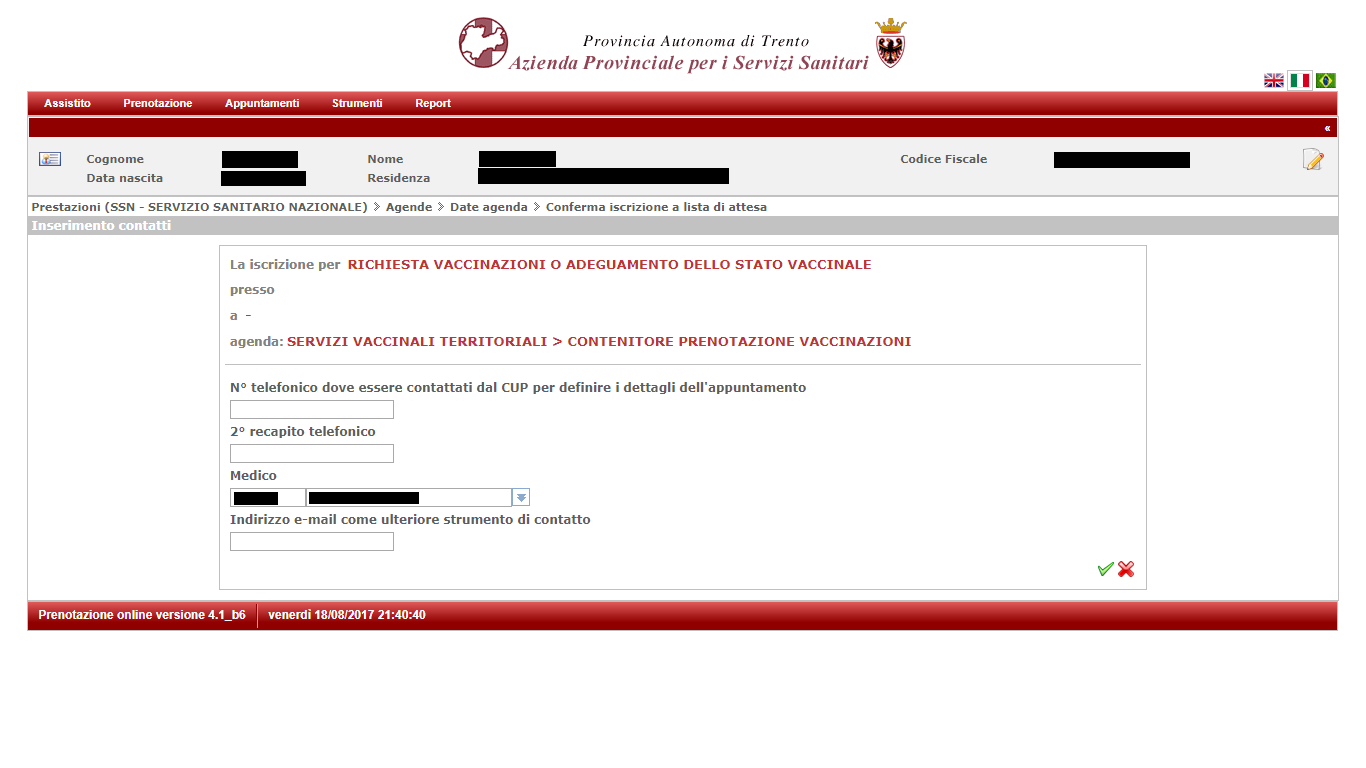 Provincia Autonoma di Trento
Azienda Provinciale per i Servizi Sanitari
Assistito Prenotazione Appuntamenti Strumenti Report
«
Cognome Nome Codice Fiscale
Data nascita Residenza
Prestazioni (SSN - SERVIZIO SANITARIO NAZIONALE) > Agende > Date agenda > Conferma iscrizione a lista di attesa
Inserimento contatti
La iscrizione per RICHIESTA VACCINAZIONI O ADEGUAMENTO DELLO STATO VACCINALE
presso
a -
agenda: SERVIZI VACCINALI TERRITORIALI > CONTENITORE PRENOTAZIONE VACCINAZIONI
N° telefonico dove essere contattati dal CUP per definire i dettagli dell'appuntamento
2° recapito telefonico
Medico
Indirizzo e-mail come ulteriore strumento di contatto
Prenotazione online versione 4.1_b6 venerdì 18/08/2017 21:40:40